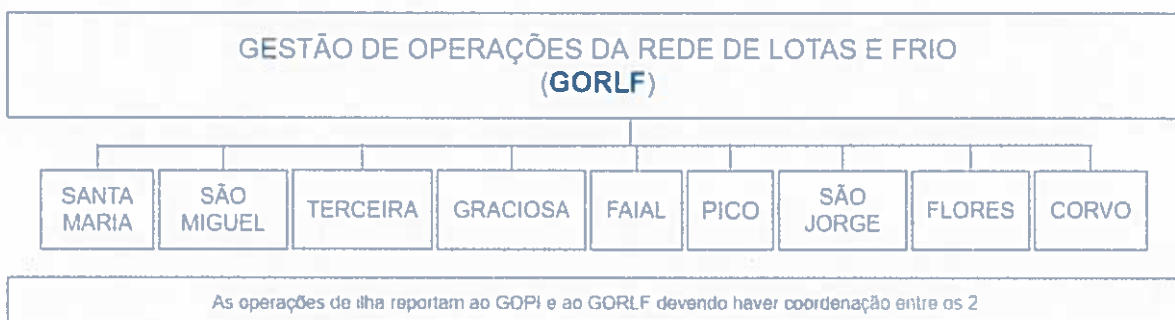 GESTÃO DE OPERAÇÕES DA REDE DE LOTAS E FRIO
(GORLF)
SANTA
MARIA
SÃO
MIGUEL
TERCEIRA
GRACIOSA
FAIAL
PICO
SÃO
JORGE
FLORES
CORVO
As operações de ilha reportam ao GOPI e ao GORLF devendo haver coordenação entre os 2